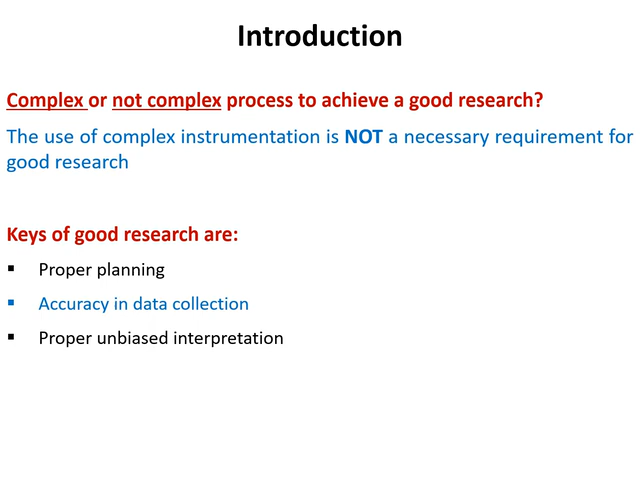 Introduction
Complex or not complex process to achieve a good research?
The use of complex instrumentation is NOT a necessary requirement for
good research
Keys of good research are:
▪ Proper planning
▪ Accuracy in data collection
▪ Proper unbiased interpretation